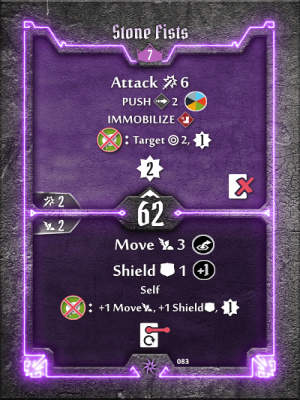 Stone Fists
7
Attack 6
PUSH 2
IMMOBILIZE
: Target 2, 1
2
2
62
2
Move 3 +1
Shield 1 +1
Self
: +1 Move, +1 Shield, 1
083